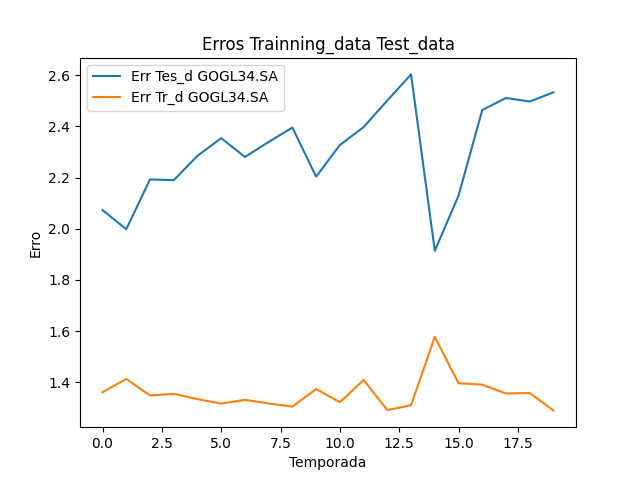 Erros Trainning_data Test_data
Err Tes_d GOGL34.SA
Err Tr_d GOGL34.SA
Erro
2.6
2.4
2.2
2.0
1.8
1.6
1.4
0.0 2.5 5.0 7.5 10.0 12.5 15.0 17.5
Temporada